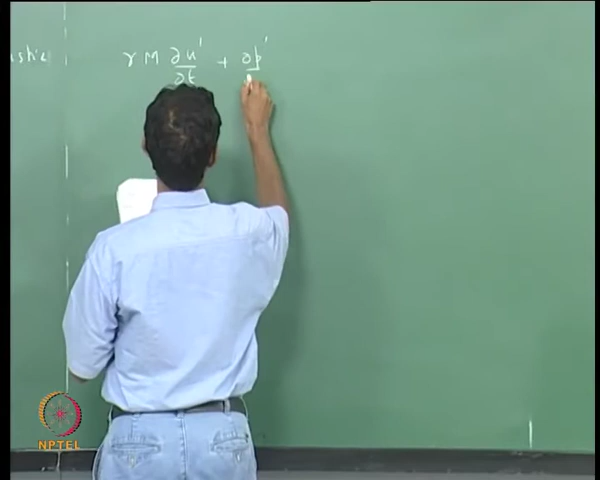 γ M ∂u' + ∂p'
∂t
NPTEL